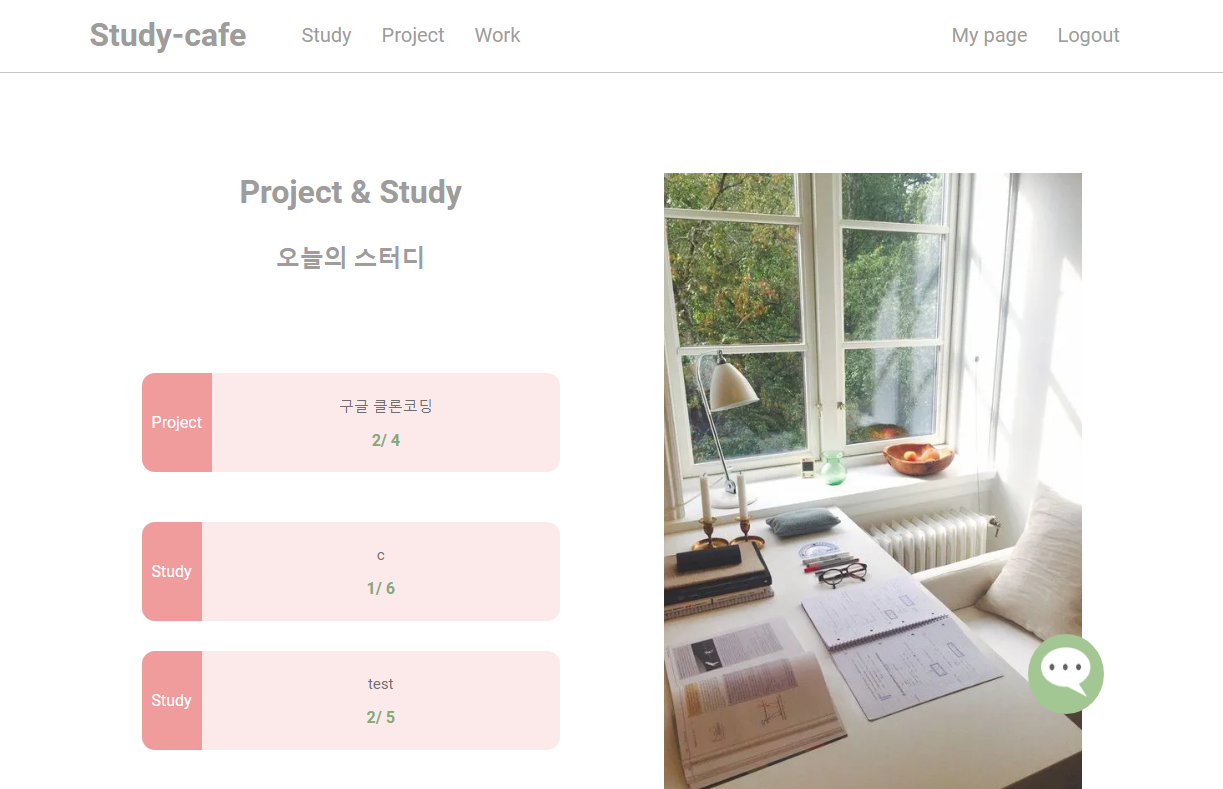 Study-cafe
Study
Project
Work
My page
Logout
Project & Study
오늘의 스터디
Project
구글 클론코딩
2/ 4
Study
c
1/ 6
Study
test
2/ 5